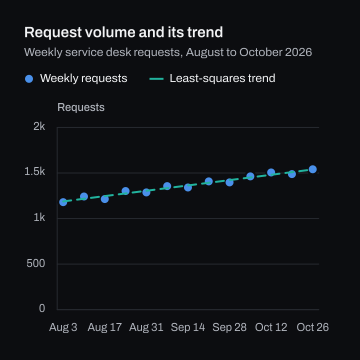 Request volume and its trend
Weekly service desk requests, August to October 2026
Weekly requests
Least-squares trend
Requests
2k
1.5k
1k
500
0
Aug 3 Aug 17 Aug 31 Sep 14 Sep 28 Oct 12 Oct 26